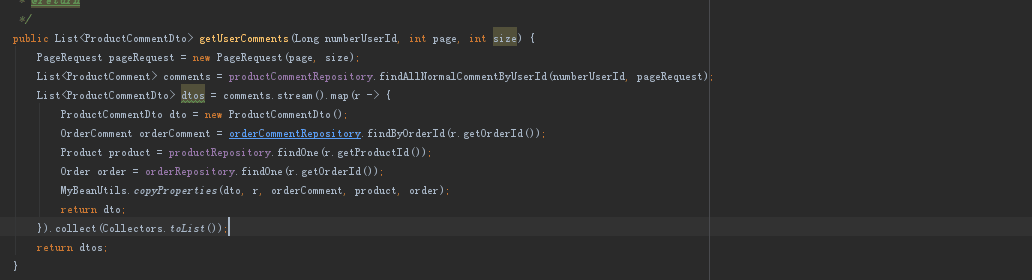 * @return
*/
public List<ProductCommentDto> getUserComments(Long numberUserId, int page, int size) {
PageRequest pageRequest = new PageRequest(page, size);
List<ProductComment> comments = productCommentRepository.findAllNormalCommentByUserId(numberUserId, pageRequest);
List<ProductCommentDto> dtos = comments.stream().map(r -> {
ProductCommentDto dto = new ProductCommentDto();
OrderComment orderComment = orderCommentRepository.findByOrderId(r.getOrderId());
Product product = productRepository.findOne(r.getProductId());
Order order = orderRepository.findOne(r.getOrderId());
MyBeanUtils.copyProperties(dto, r, orderComment, product, order);
return dto;
}).collect(Collectors.toList());
return dtos;
}